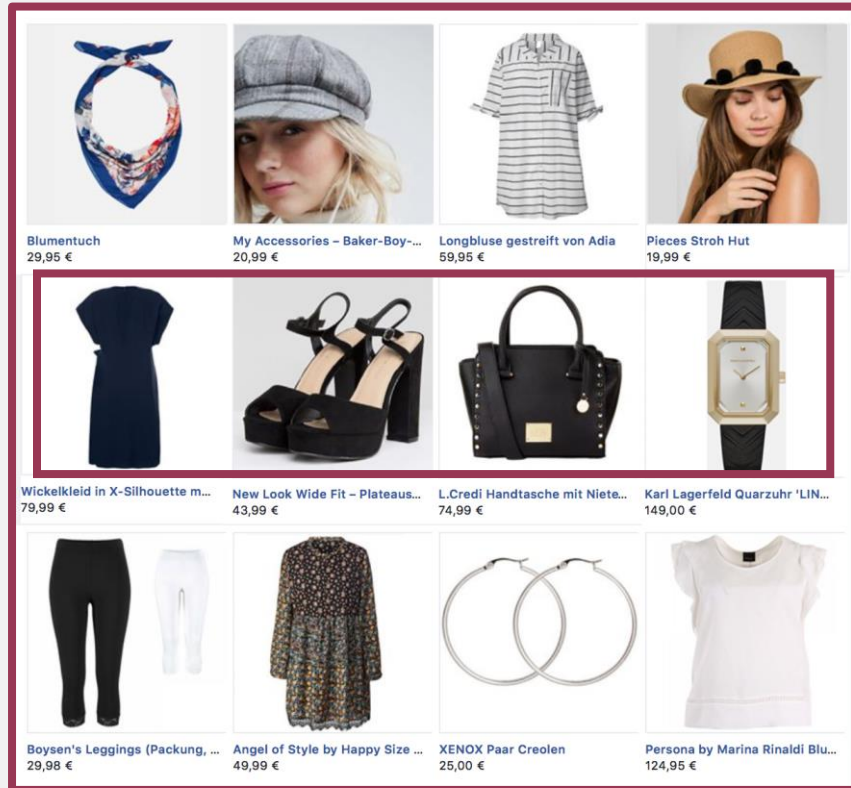 Blumentuch
29,95 €
My Accessories – Baker-Boy-...
20,99 €
Longbluse gestreift von Adia
59,95 €
Pieces Stroh Hut
19,99 €
Wickelkleid in X-Silhouette m...
79,99 €
New Look Wide Fit – Plateaus...
43,99 €
L.Credi Handtasche mit Niete...
74,99 €
Karl Lagerfeld Quarzuhr 'LIN...
149,00 €
Boysen's Leggings (Packung, ...
29,98 €
Angel of Style by Happy Size ...
49,99 €
XENOX Paar Creolen
25,00 €
Persona by Marina Rinaldi Blu...
124,95 €